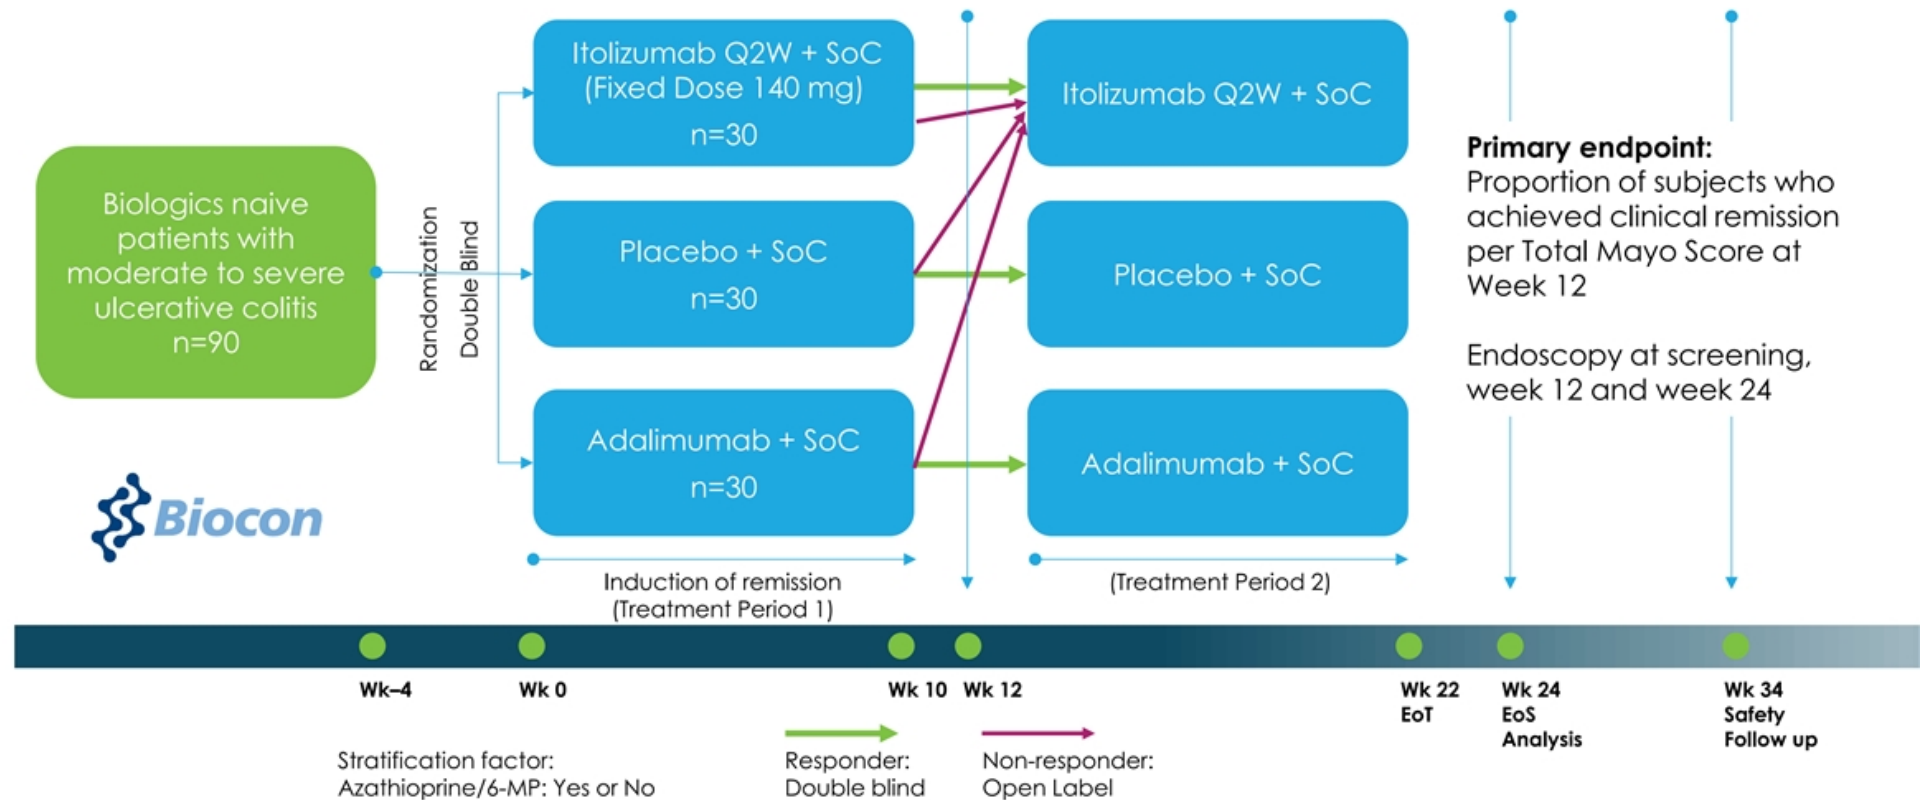 Biologics naive
patients with
moderate to severe
ulcerative colitis
n=90
Randomization
Double Blind
Itolizumab Q2W + SoC
(Fixed Dose 140 mg)
n=30
Placebo + SoC
n=30
Adalimumab + SoC
n=30
Itolizumab Q2W + SoC
Placebo + SoC
Adalimumab + SoC
Primary endpoint:
Proportion of subjects who
achieved clinical remission
per Total Mayo Score at
Week 12
Endoscopy at screening,
week 12 and week 24
Biocon
Induction of remission
(Treatment Period 1)
(Treatment Period 2)
Wk–4
Wk 0
Wk 10
Wk 12
Wk 22
EoT
Wk 24
EoS
Analysis
Wk 34
Safety
Follow up
Stratification factor:
Azathioprine/6-MP: Yes or No
Responder:
Double blind
Non-responder:
Open Label